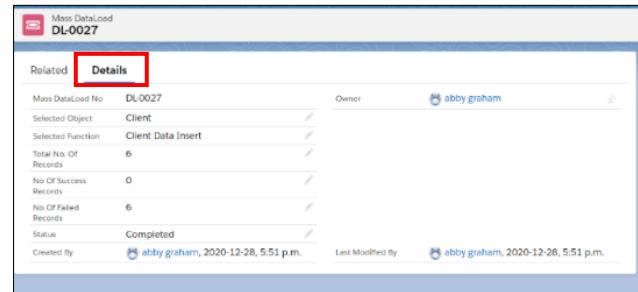 Mass DataLoad
DL-0027
Related Details
Mass DataLoad No DL-0027 Owner abby graham
Selected Object Client
Selected Function Client Data Insert
Total No. Of
Records 6
No Of Success
Records 0
No Of Failed
Records 6
Status Completed
Created By abby graham, 2020-12-28, 5:51 p.m. Last Modified By abby graham, 2020-12-28, 5:51 p.m.